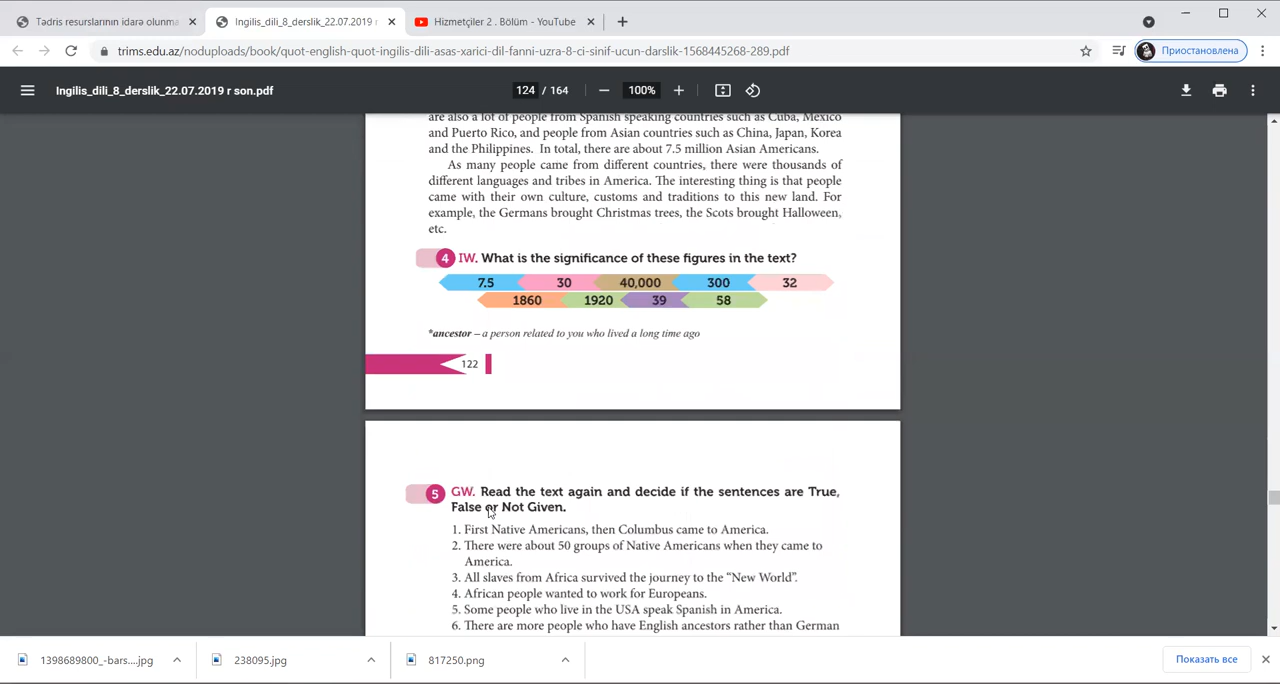 Tədris resurslarının idarə olunma
Ingilis_dili_8_derslik_22.07.2019 r
Hizmetçiler 2 . Bölüm - YouTube
trims.edu.az/noduploads/book/quot-english-quot-ingilis-dili-asas-xarici-dil-fanni-uzra-8-ci-sinif-ucun-darslik-1568445268-289.pdf
Приостановлена
Ingilis_dili_8_derslik_22.07.2019 r son.pdf
124 / 164
100%
are also a lot of people from Spanish speaking countries such as Cuba, Mexico
and Puerto Rico, and people from Asian countries such as China, Japan, Korea
and the Philippines. In total, there are about 7.5 million Asian Americans.
As many people came from different countries, there were thousands of
different languages and tribes in America. The interesting thing is that people
came with their own culture, customs and traditions to this new land. For
example, the Germans brought Christmas trees, the Scots brought Halloween,
etc.
4 IW. What is the significance of these figures in the text?
7.5 30 40,000 300 32
1860 1920 39 58
*ancestor – a person related to you who lived a long time ago
122
5 GW. Read the text again and decide if the sentences are True,
False or Not Given.
1. First Native Americans, then Columbus came to America.
2. There were about 50 groups of Native Americans when they came to
America.
3. All slaves from Africa survived the journey to the “New World”.
4. African people wanted to work for Europeans.
5. Some people who live in the USA speak Spanish in America.
6. There are more people who have English ancestors rather than German
1398689800_-bars....jpg
238095.jpg
817250.png
Показать все